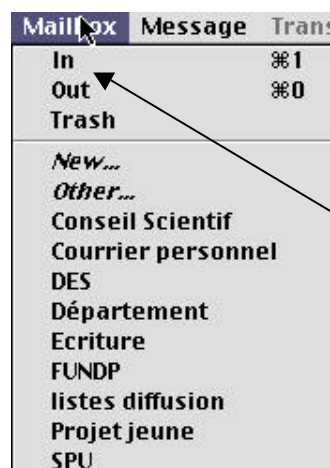 Mailbox Message Trans
In ⌘1
Out ⌘0
Trash
New...
Other...
Conseil Scientif
Courrier personnel
DES
Département
Ecriture
FUNDP
listes diffusion
Projet jeune
SPU